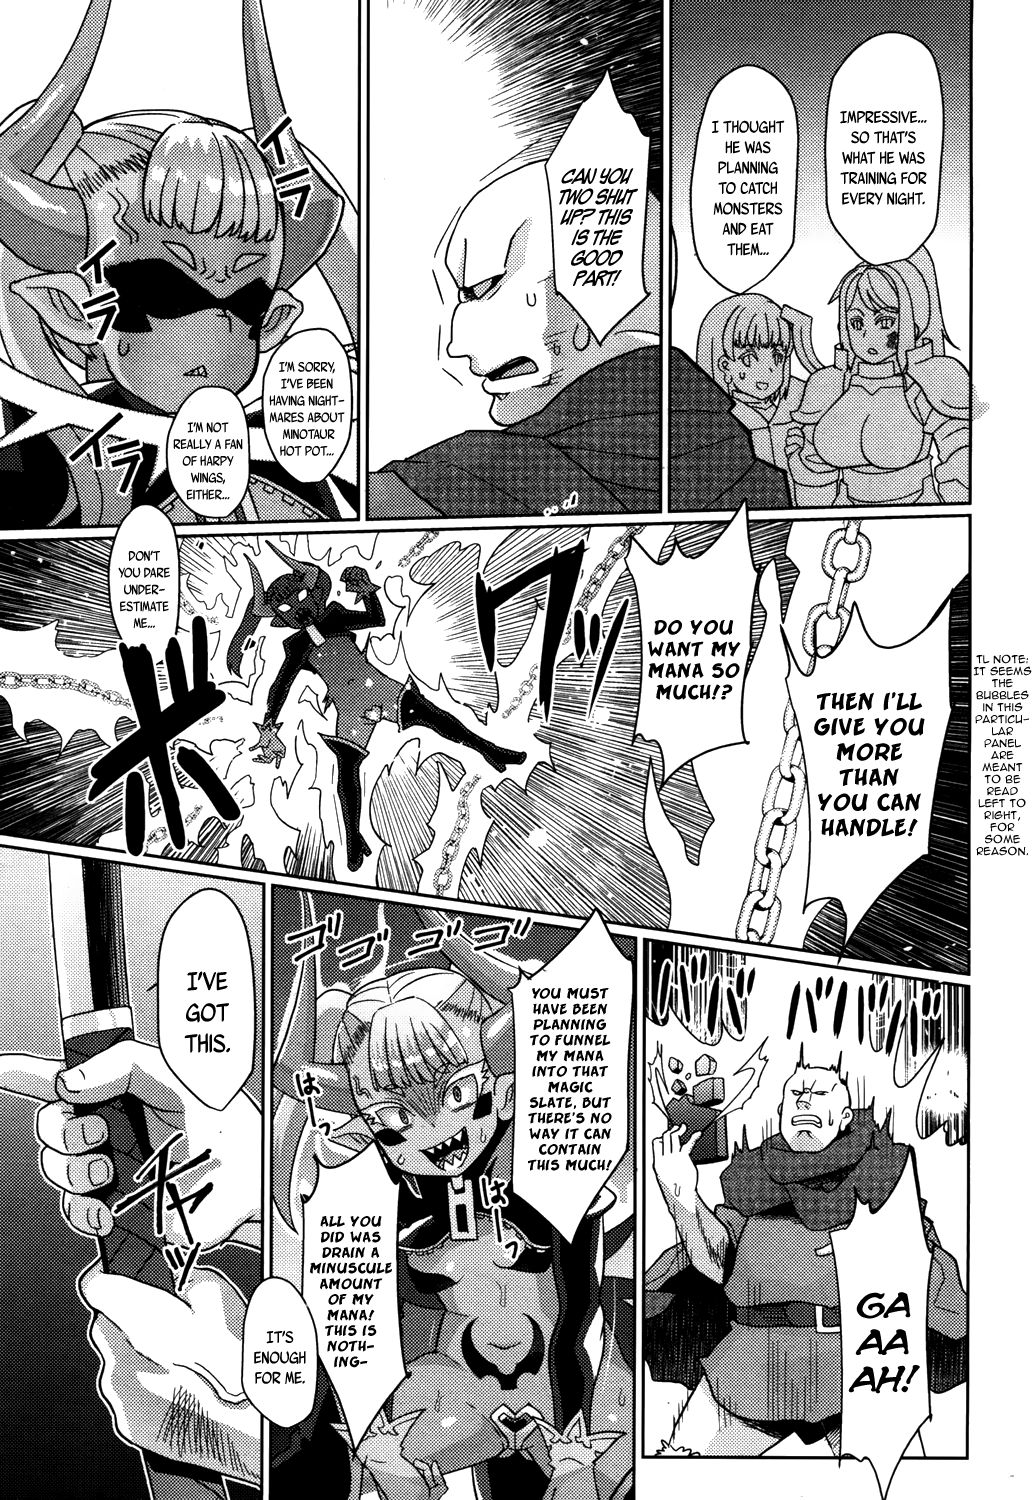 IMPRESSIVE...
SO THAT'S
WHAT HE WAS
TRAINING FOR
EVERY NIGHT.
I THOUGHT
HE WAS
PLANNING
TO CATCH
MONSTERS
AND EAT
THEM...
CAN YOU
TWO SHUT
UP? THIS
IS THE
GOOD
PART!
イラ
イラ
イラ
I'M SORRY,
I'VE BEEN
HAVING NIGHT-
MARES ABOUT
MINOTAUR
HOT POT...
I'M NOT
REALLY A FAN
OF HARPY
WINGS,
EITHER...
DON'T
YOU DARE
UNDER-
ESTIMATE
ME...
DO YOU
WANT MY
MANA SO
MUCH!?
THEN I'LL
GIVE YOU
MORE
THAN
YOU CAN
HANDLE!
TL NOTE:
IT SEEMS
THE
BUBBLES
IN THIS
PARTICU-
LAR
PANEL
ARE
MEANT
TO BE
READ
LEFT TO
RIGHT,
FOR
SOME
REASON.
ババババ
バババ
GA
AA
AH!
ゴゴゴゴ
YOU MUST
HAVE BEEN
PLANNING
TO FUNNEL
MY MANA
INTO THAT
MAGIC
SLATE, BUT
THERE'S NO
WAY IT CAN
CONTAIN
THIS MUCH!
はーっ
はーっ
ALL YOU
DID WAS
DRAIN A
MINUSCULE
AMOUNT
OF MY
MANA!
THIS IS
NOTH-
ING-
I'VE
GOT
THIS.
チャキ
IT'S
ENOUGH
FOR ME.